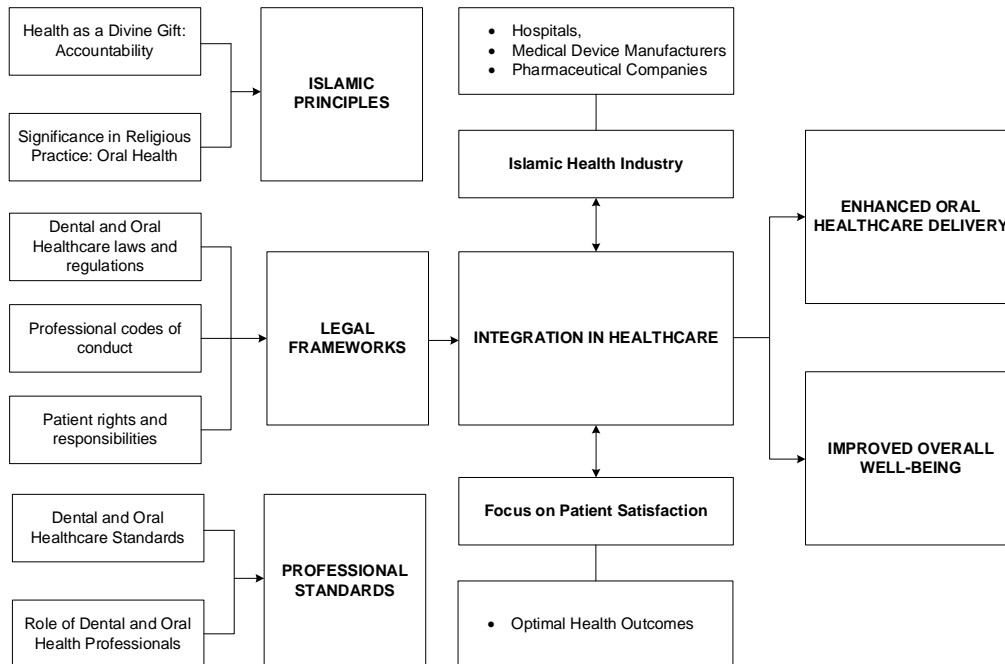 Health as a Divine Gift:
Accountability
Significance in Religious
Practice: Oral Health
ISLAMIC
PRINCIPLES
• Hospitals,
• Medical Device Manufacturers
• Pharmaceutical Companies
Islamic Health Industry
Dental and Oral
Healthcare laws and
regulations
Professional codes of
conduct
Patient rights and
responsibilities
LEGAL
FRAMEWORKS
INTEGRATION IN HEALTHCARE
ENHANCED ORAL
HEALTHCARE DELIVERY
IMPROVED OVERALL
WELL-BEING
Dental and Oral
Healthcare Standards
Role of Dental and Oral
Health Professionals
PROFESSIONAL
STANDARDS
Focus on Patient Satisfaction
• Optimal Health Outcomes